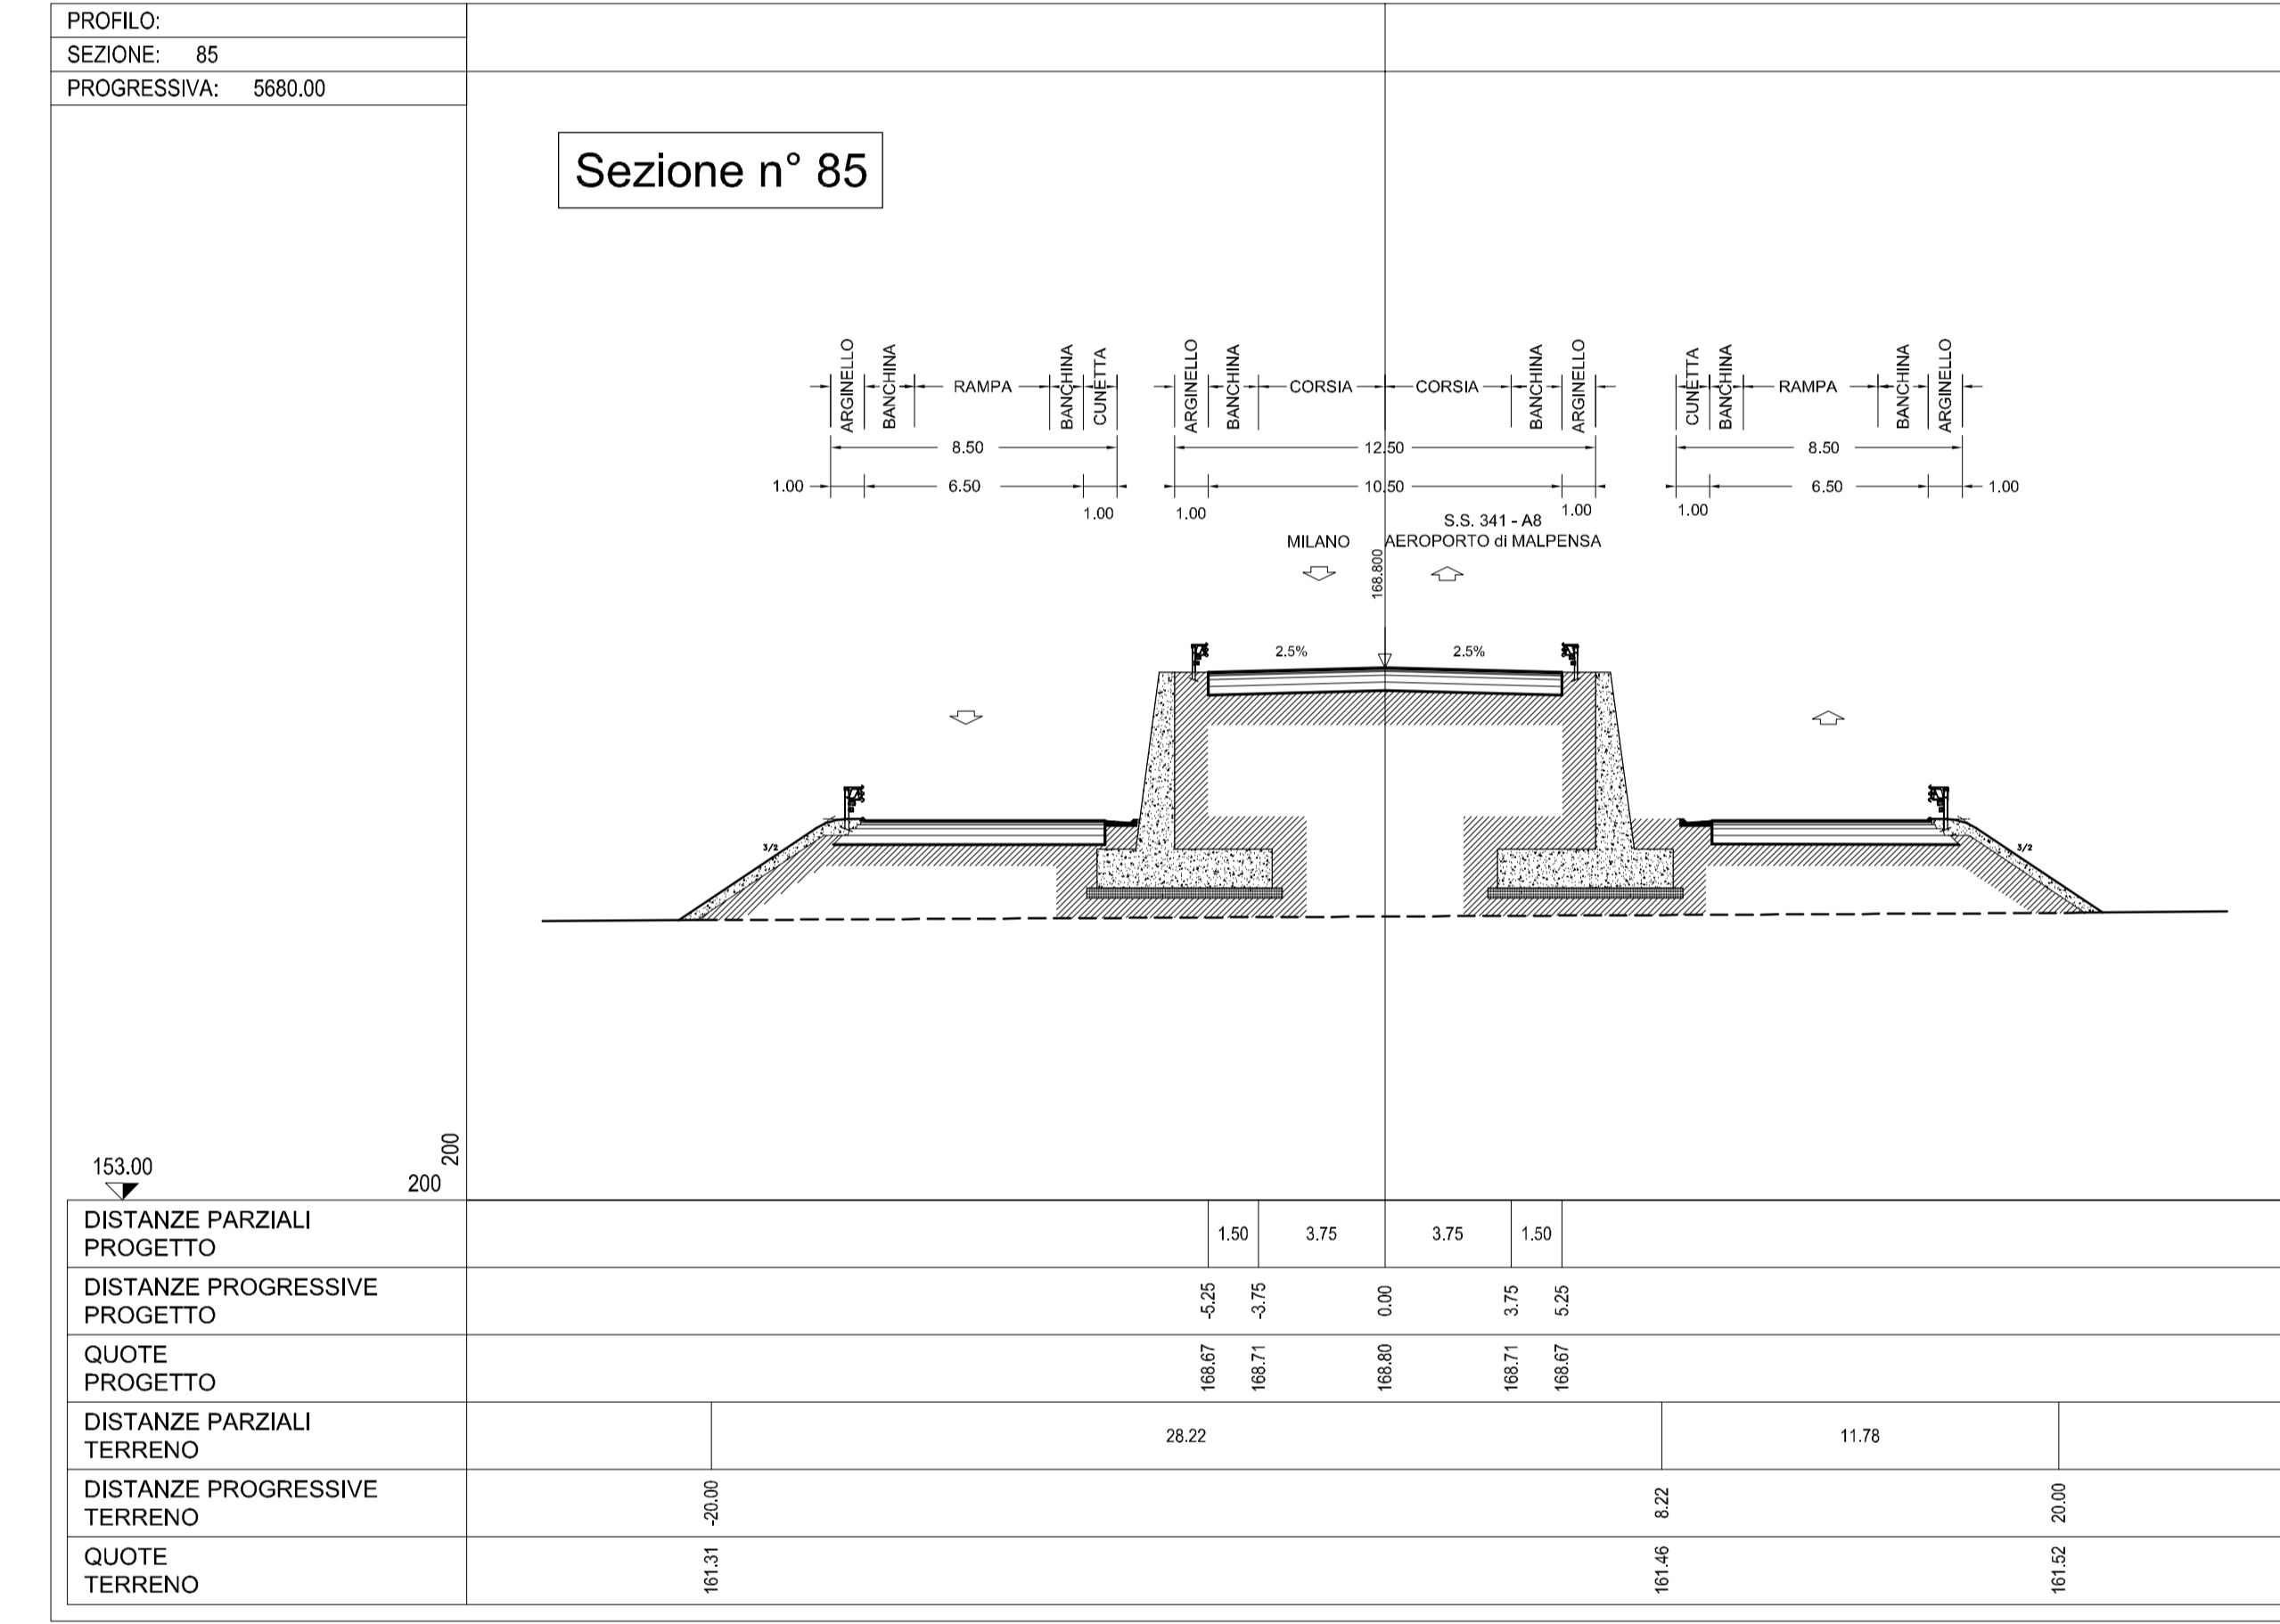 PROFILO:
SEZIONE: 85
PROGRESSIVA: 5680.00
Sezione n° 85
ARGINELLO BANCHINA RAMPA BANCHINA CUNETTA ARGINELLO BANCHINA CORSIA CORSIA BANCHINA ARGINELLO CUNETTA BANCHINA RAMPA BANCHINA ARGINELLO
8.50 12.50 8.50
1.00 6.50 1.00 1.00 10.50 1.00 1.00 6.50 1.00
S.S. 341 - A8
MILANO AEROPORTO di MALPENSA
168.800
2.5% 2.5%
3/2 3/2
200
153.00 200
DISTANZE PARZIALI
PROGETTO
1.50 3.75 3.75 1.50
DISTANZE PROGRESSIVE
PROGETTO
-5.25 -3.75 0.00 3.75 5.25
QUOTE
PROGETTO
168.67 168.71 168.80 168.71 168.67
DISTANZE PARZIALI
TERRENO
28.22 11.78
DISTANZE PROGRESSIVE
TERRENO
-20.00 8.22 20.00
QUOTE
TERRENO
161.31 161.46 161.52